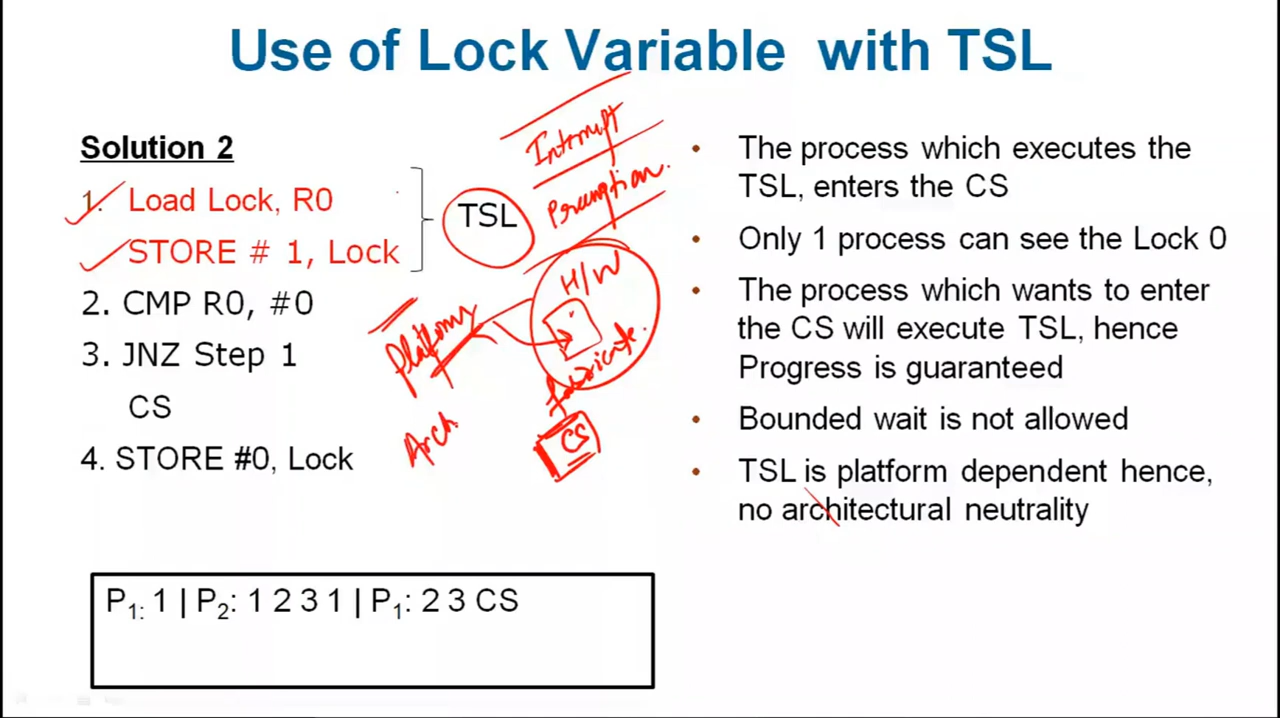 Use of Lock Variable with TSL
Solution 2
1. Load Lock, R0
STORE # 1, Lock
TSL
2. CMP R0, #0
3. JNZ Step 1
CS
4. STORE #0, Lock
Interrupt
Preemption.
H/W
Platforms
fabricate.
Arch
CS
• The process which executes the
TSL, enters the CS
• Only 1 process can see the Lock 0
• The process which wants to enter
the CS will execute TSL, hence
Progress is guaranteed
• Bounded wait is not allowed
• TSL is platform dependent hence,
no architectural neutrality
P1: 1 | P2: 1 2 3 1 | P1: 2 3 CS